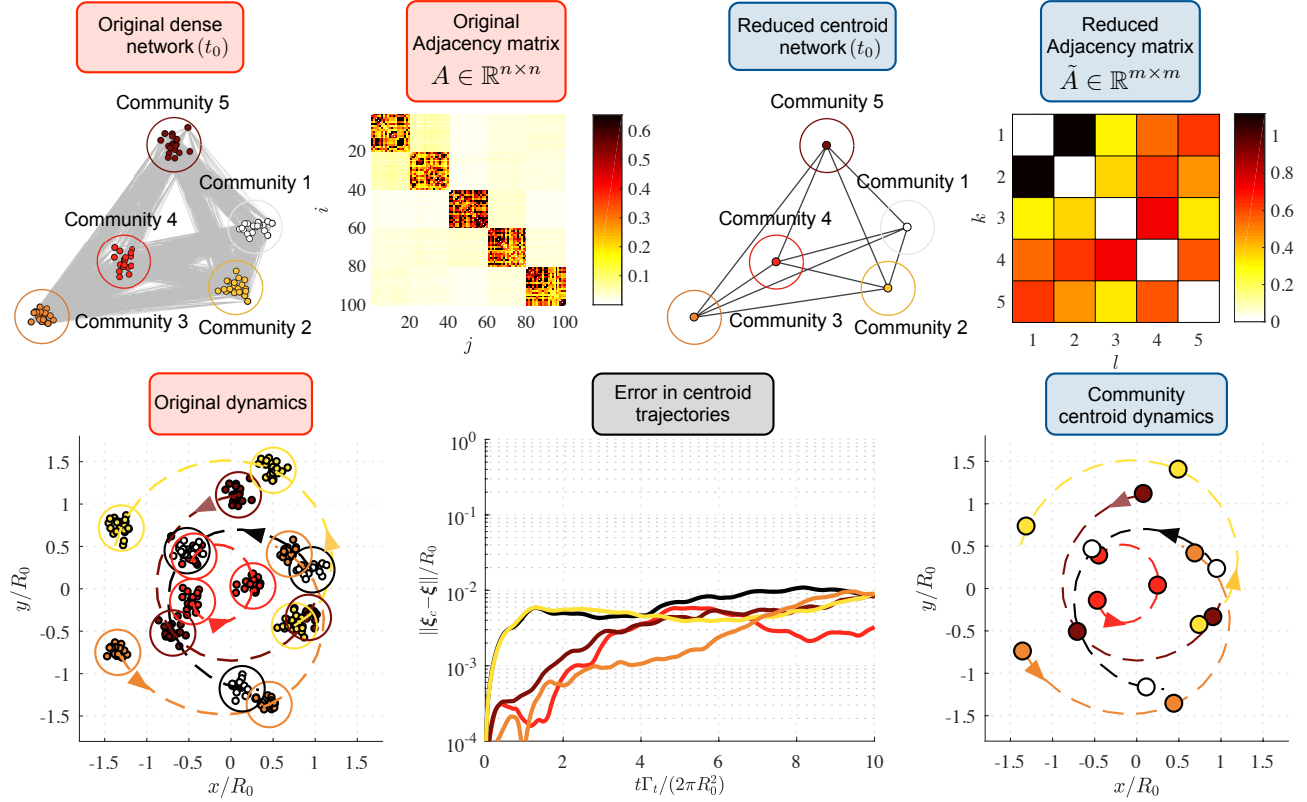 Original dense
network (t₀)
Original
Adjacency matrix
A ∈ ℝⁿˣⁿ
Reduced centroid
network (t₀)
Reduced
Adjacency matrix
Ã ∈ ℝᵐˣᵐ
Community 5
Community 1
Community 4
Community 3
Community 2
i
20
40
60
80
100
20 40 60 80 100
j
0.6
0.5
0.4
0.3
0.2
0.1
Community 5
Community 1
Community 4
Community 3
Community 2
k
1
2
3
4
5
1 2 3 4 5
l
1
0.8
0.6
0.4
0.2
0
Original dynamics
Error in centroid
trajectories
Community
centroid dynamics
y/R₀
1.5
1
0.5
0
-0.5
-1
-1.5
-1.5 -1 -0.5 0 0.5 1 1.5
x/R₀
‖ξ_c − ξ‖/R₀
10⁰
10⁻¹
10⁻²
10⁻³
10⁻⁴
0 2 4 6 8 10
tΓₜ/(2πR₀²)
y/R₀
1.5
1
0.5
0
-0.5
-1
-1.5
-1.5 -1 -0.5 0 0.5 1 1.5
x/R₀